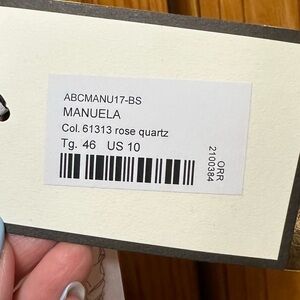 ABCMANU17-BS
MANUELA
Col. 61313 rose quartz
Tg. 46 US 10
ORR
2100384